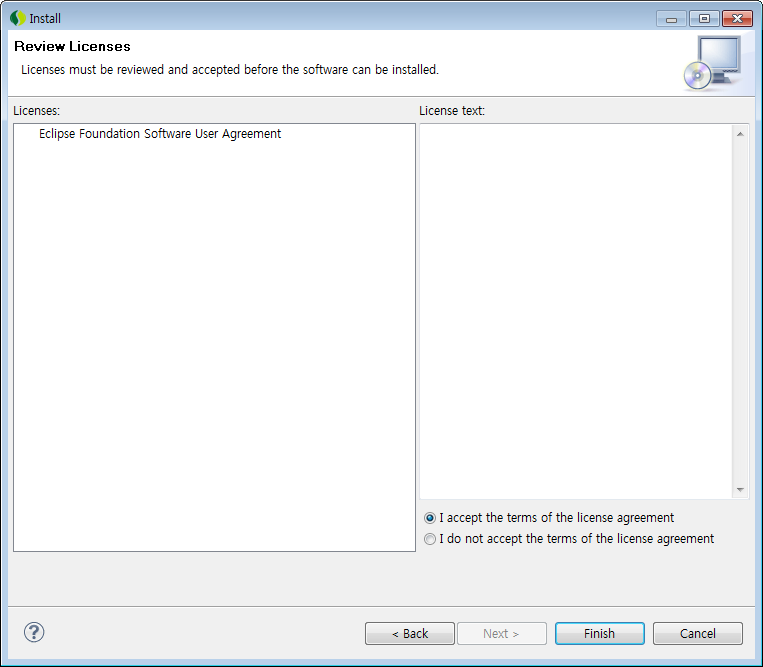 Install
Review Licenses
Licenses must be reviewed and accepted before the software can be installed.
Licenses:
License text:
Eclipse Foundation Software User Agreement
I accept the terms of the license agreement
I do not accept the terms of the license agreement
?
< Back
Next >
Finish
Cancel